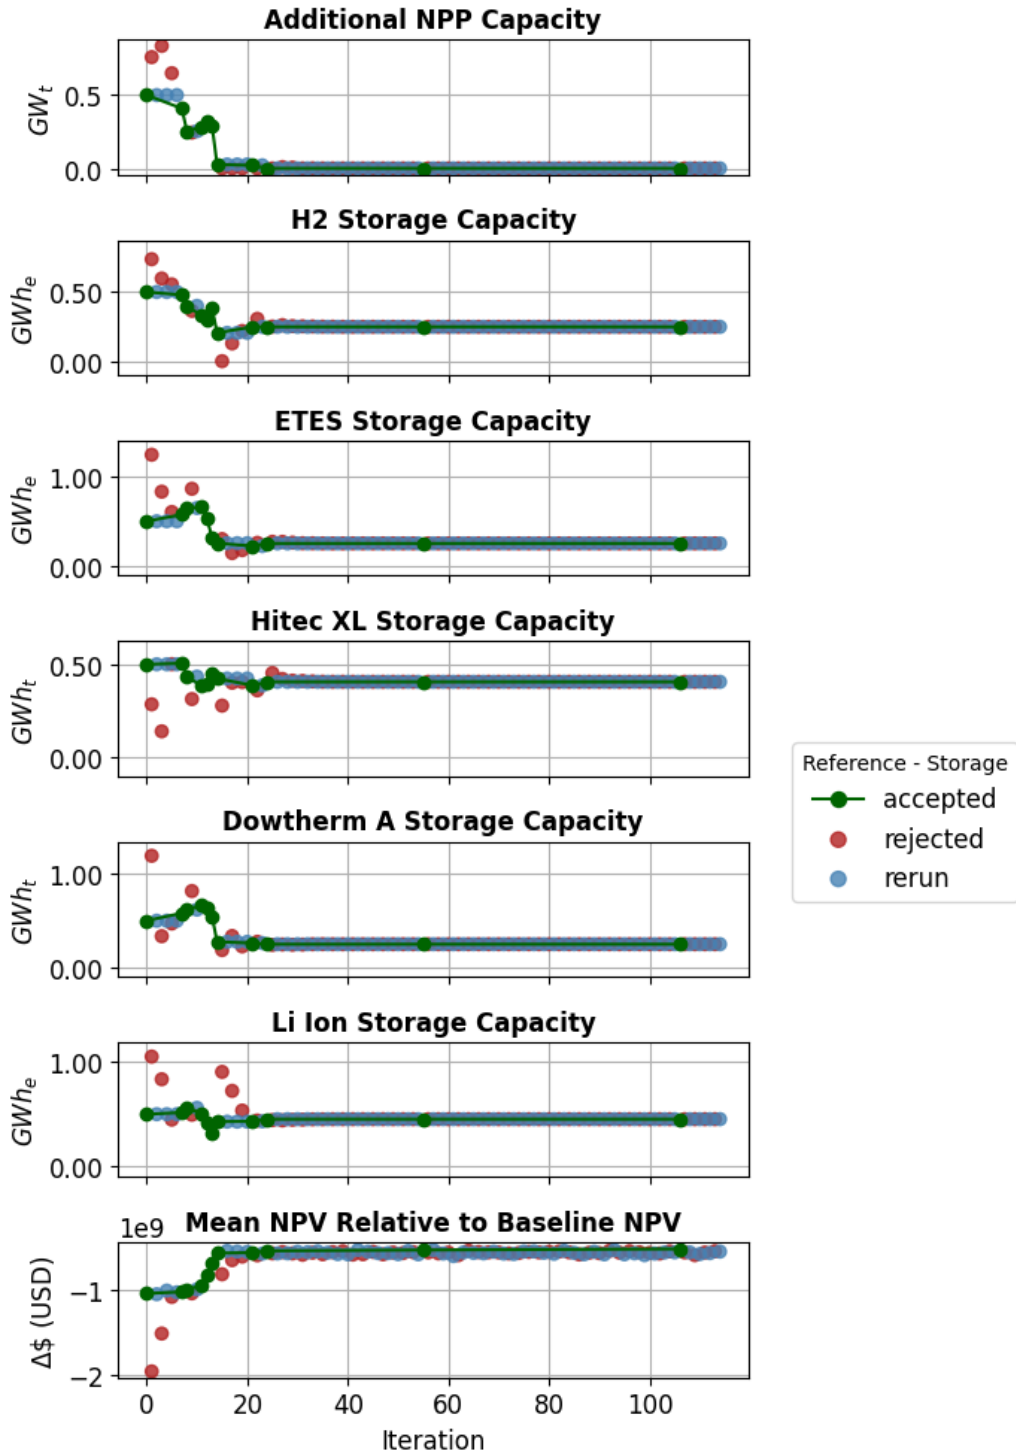 Additional NPP Capacity
GW_t
0.5
0.0
H2 Storage Capacity
GWh_e
0.50
0.00
ETES Storage Capacity
GWh_e
1.00
0.00
Hitec XL Storage Capacity
GWh_t
0.50
0.00
Reference - Storage
accepted
rejected
rerun
Dowtherm A Storage Capacity
GWh_t
1.00
0.00
Li Ion Storage Capacity
GWh_e
1.00
0.00
1e9 Mean NPV Relative to Baseline NPV
Δ$ (USD)
−1
−2
0 20 40 60 80 100
Iteration